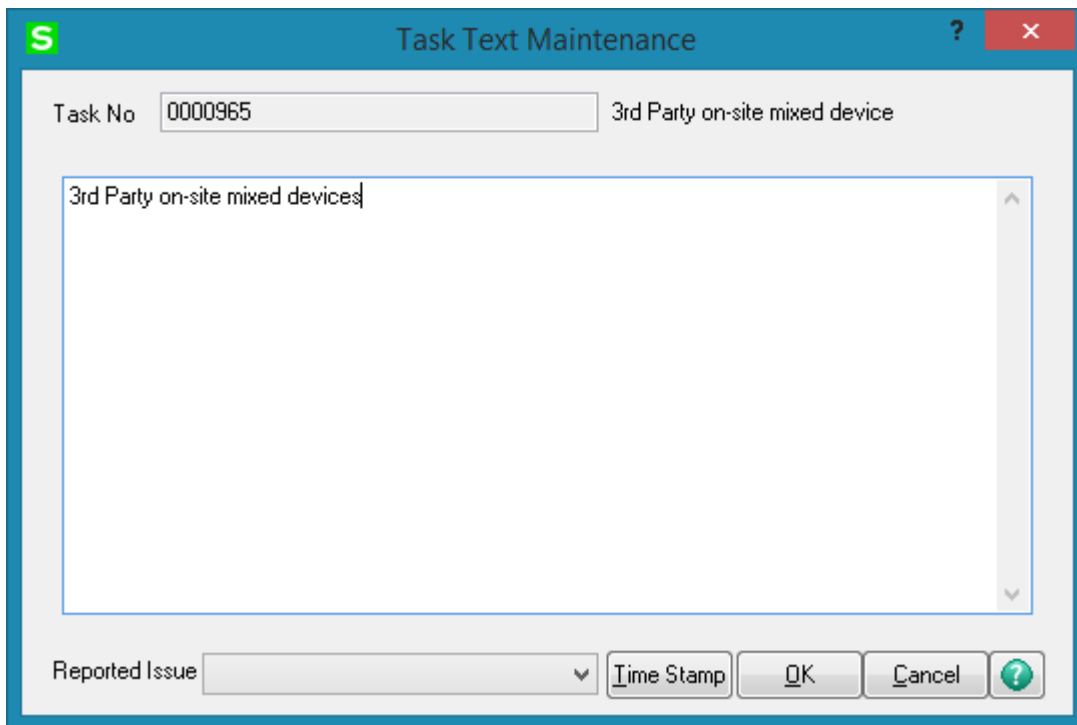 S
Task Text Maintenance
?
Task No 0000965 3rd Party on-site mixed device
3rd Party on-site mixed devices
Reported Issue Time Stamp OK Cancel ?